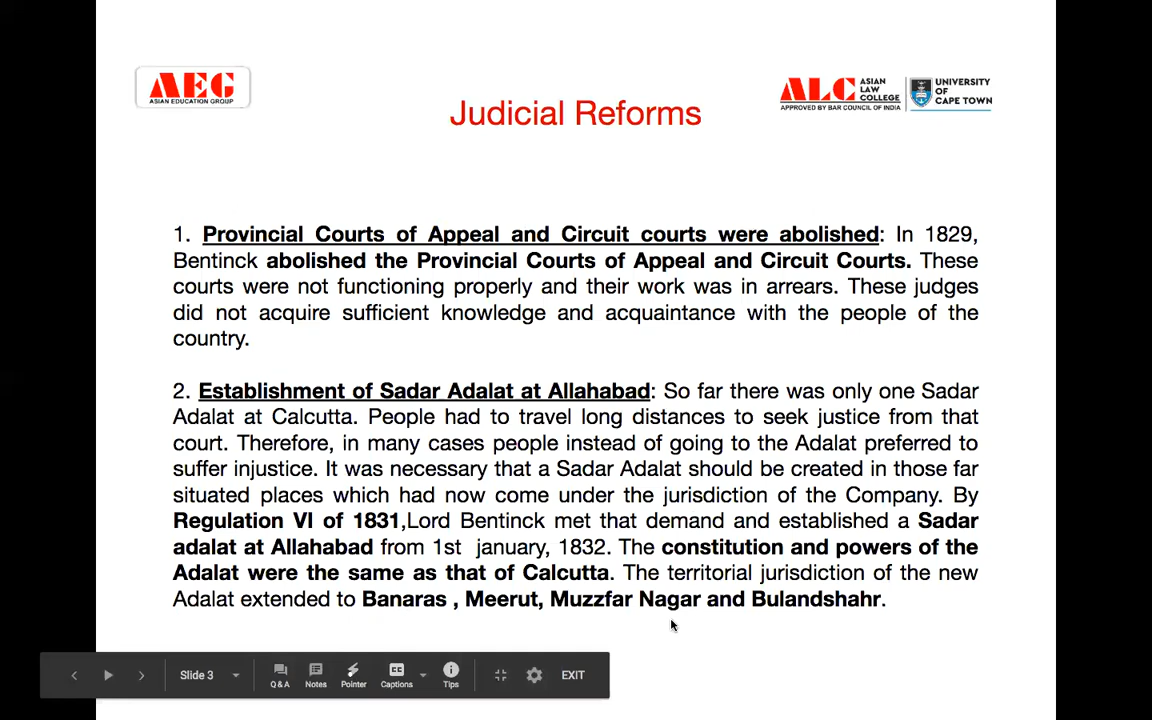 AEG
ASIAN EDUCATION GROUP
Judicial Reforms
ALC ASIAN LAW COLLEGE
APPROVED BY BAR COUNCIL OF INDIA
UNIVERSITY
OF
CAPE TOWN
1. Provincial Courts of Appeal and Circuit courts were abolished: In 1829,
Bentinck abolished the Provincial Courts of Appeal and Circuit Courts. These
courts were not functioning properly and their work was in arrears. These judges
did not acquire sufficient knowledge and acquaintance with the people of the
country.
2. Establishment of Sadar Adalat at Allahabad: So far there was only one Sadar
Adalat at Calcutta. People had to travel long distances to seek justice from that
court. Therefore, in many cases people instead of going to the Adalat preferred to
suffer injustice. It was necessary that a Sadar Adalat should be created in those far
situated places which had now come under the jurisdiction of the Company. By
Regulation VI of 1831,Lord Bentinck met that demand and established a Sadar
adalat at Allahabad from 1st january, 1832. The constitution and powers of the
Adalat were the same as that of Calcutta. The territorial jurisdiction of the new
Adalat extended to Banaras , Meerut, Muzzfar Nagar and Bulandshahr.
Slide 3
Q&A
Notes
Pointer
CC
Captions
Tips
EXIT